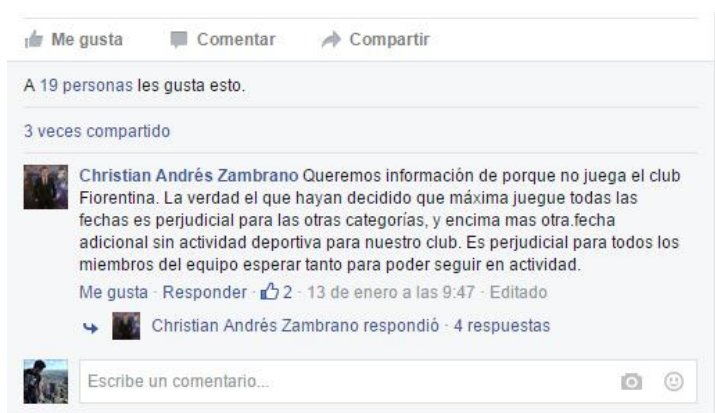 Me gusta Comentar Compartir
A 19 personas les gusta esto.
3 veces compartido
Christian Andrés Zambrano Queremos información de porque no juega el club
Fiorentina. La verdad el que hayan decidido que máxima juegue todas las
fechas es perjudicial para las otras categorías, y encima mas otra.fecha
adicional sin actividad deportiva para nuestro club. Es perjudicial para todos los
miembros del equipo esperar tanto para poder seguir en actividad.
Me gusta · Responder · 2 · 13 de enero a las 9:47 · Editado
Christian Andrés Zambrano respondió · 4 respuestas
Escribe un comentario...